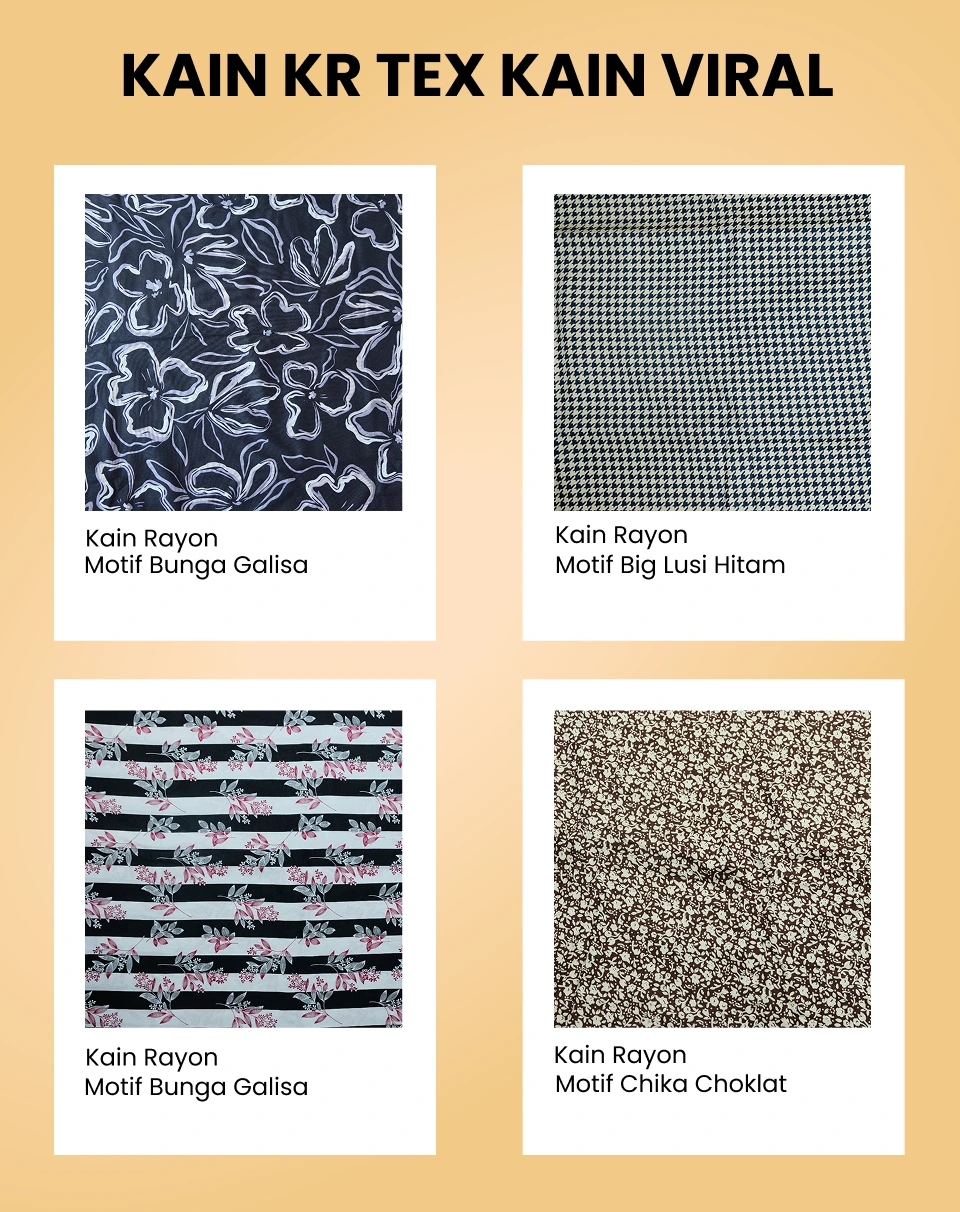 KAIN KR TEX KAIN VIRAL
Kain Rayon
Motif Bunga Galisa
Kain Rayon
Motif Big Lusi Hitam
Kain Rayon
Motif Bunga Galisa
Kain Rayon
Motif Chika Choklat